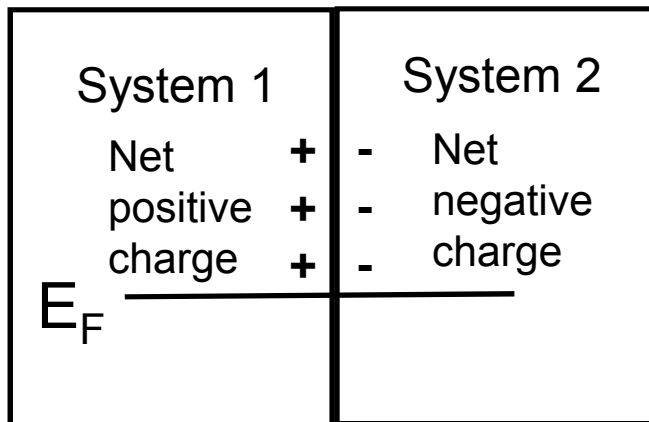 System 1
Net + 
positive +
charge +
System 2
- Net
- negative
- charge
E_F